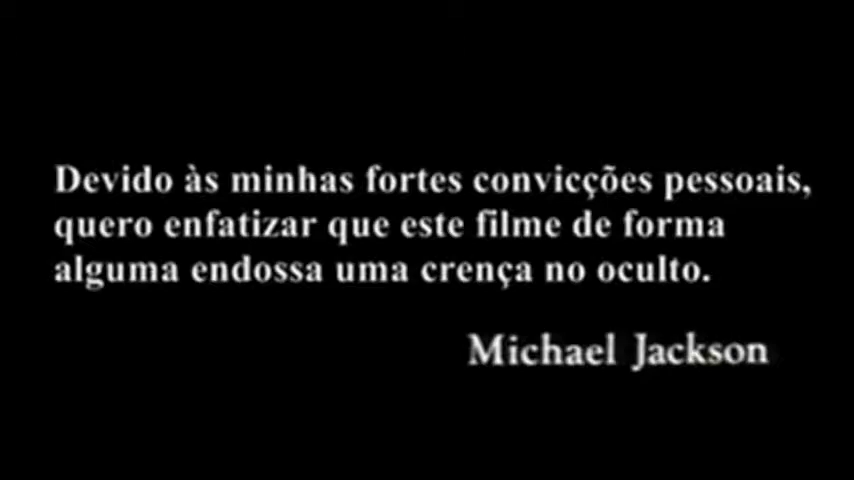 Devido às minhas fortes convicções pessoais,
quero enfatizar que este filme de forma
alguma endossa uma crença no oculto.
Michael Jackson